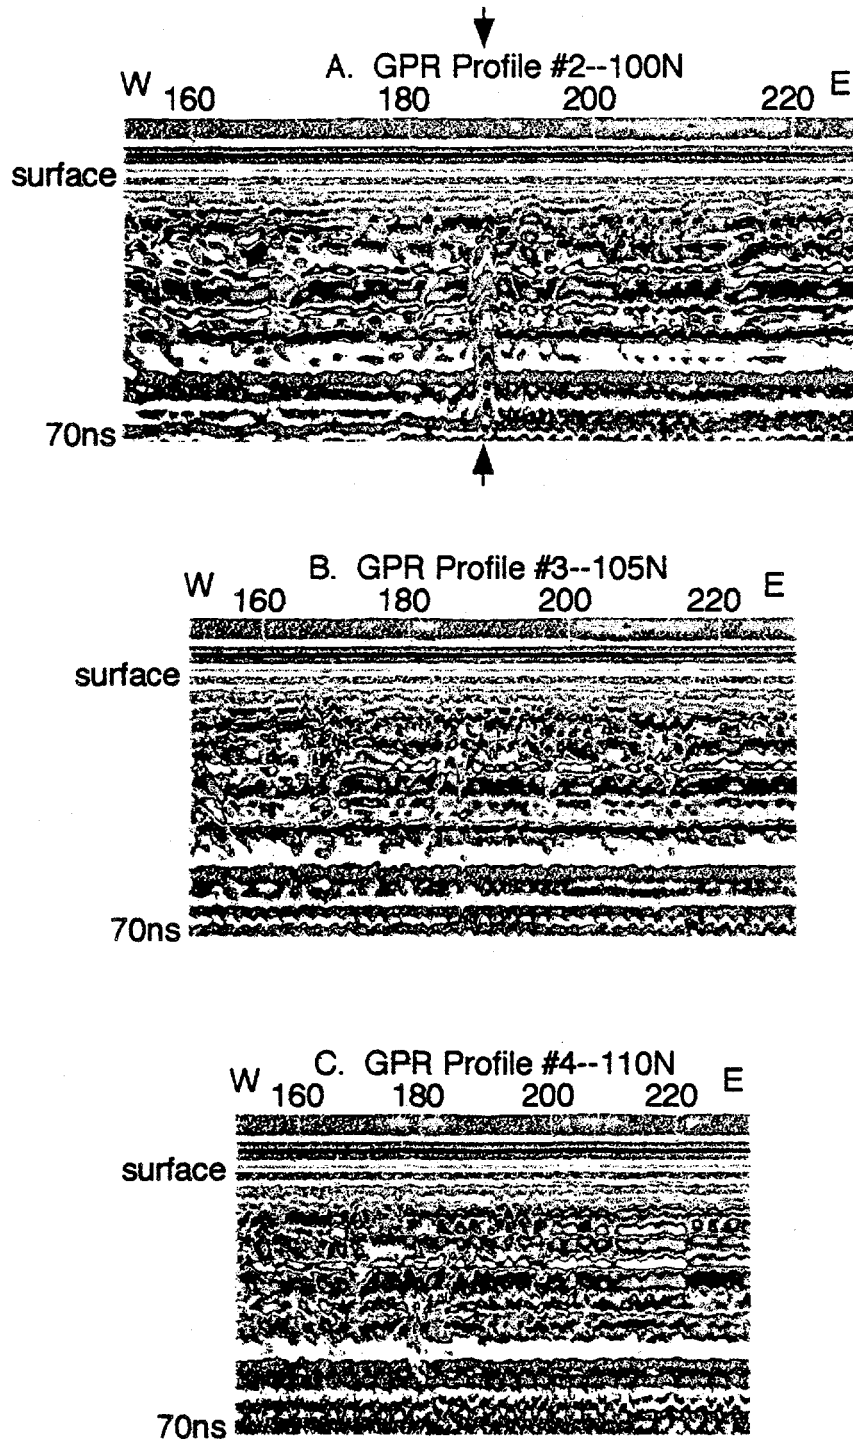 A. GPR Profile #2--100N
W 160 180 200 220 E
surface
70ns
B. GPR Profile #3--105N
W 160 180 200 220 E
surface
70ns
C. GPR Profile #4--110N
W 160 180 200 220 E
surface
70ns